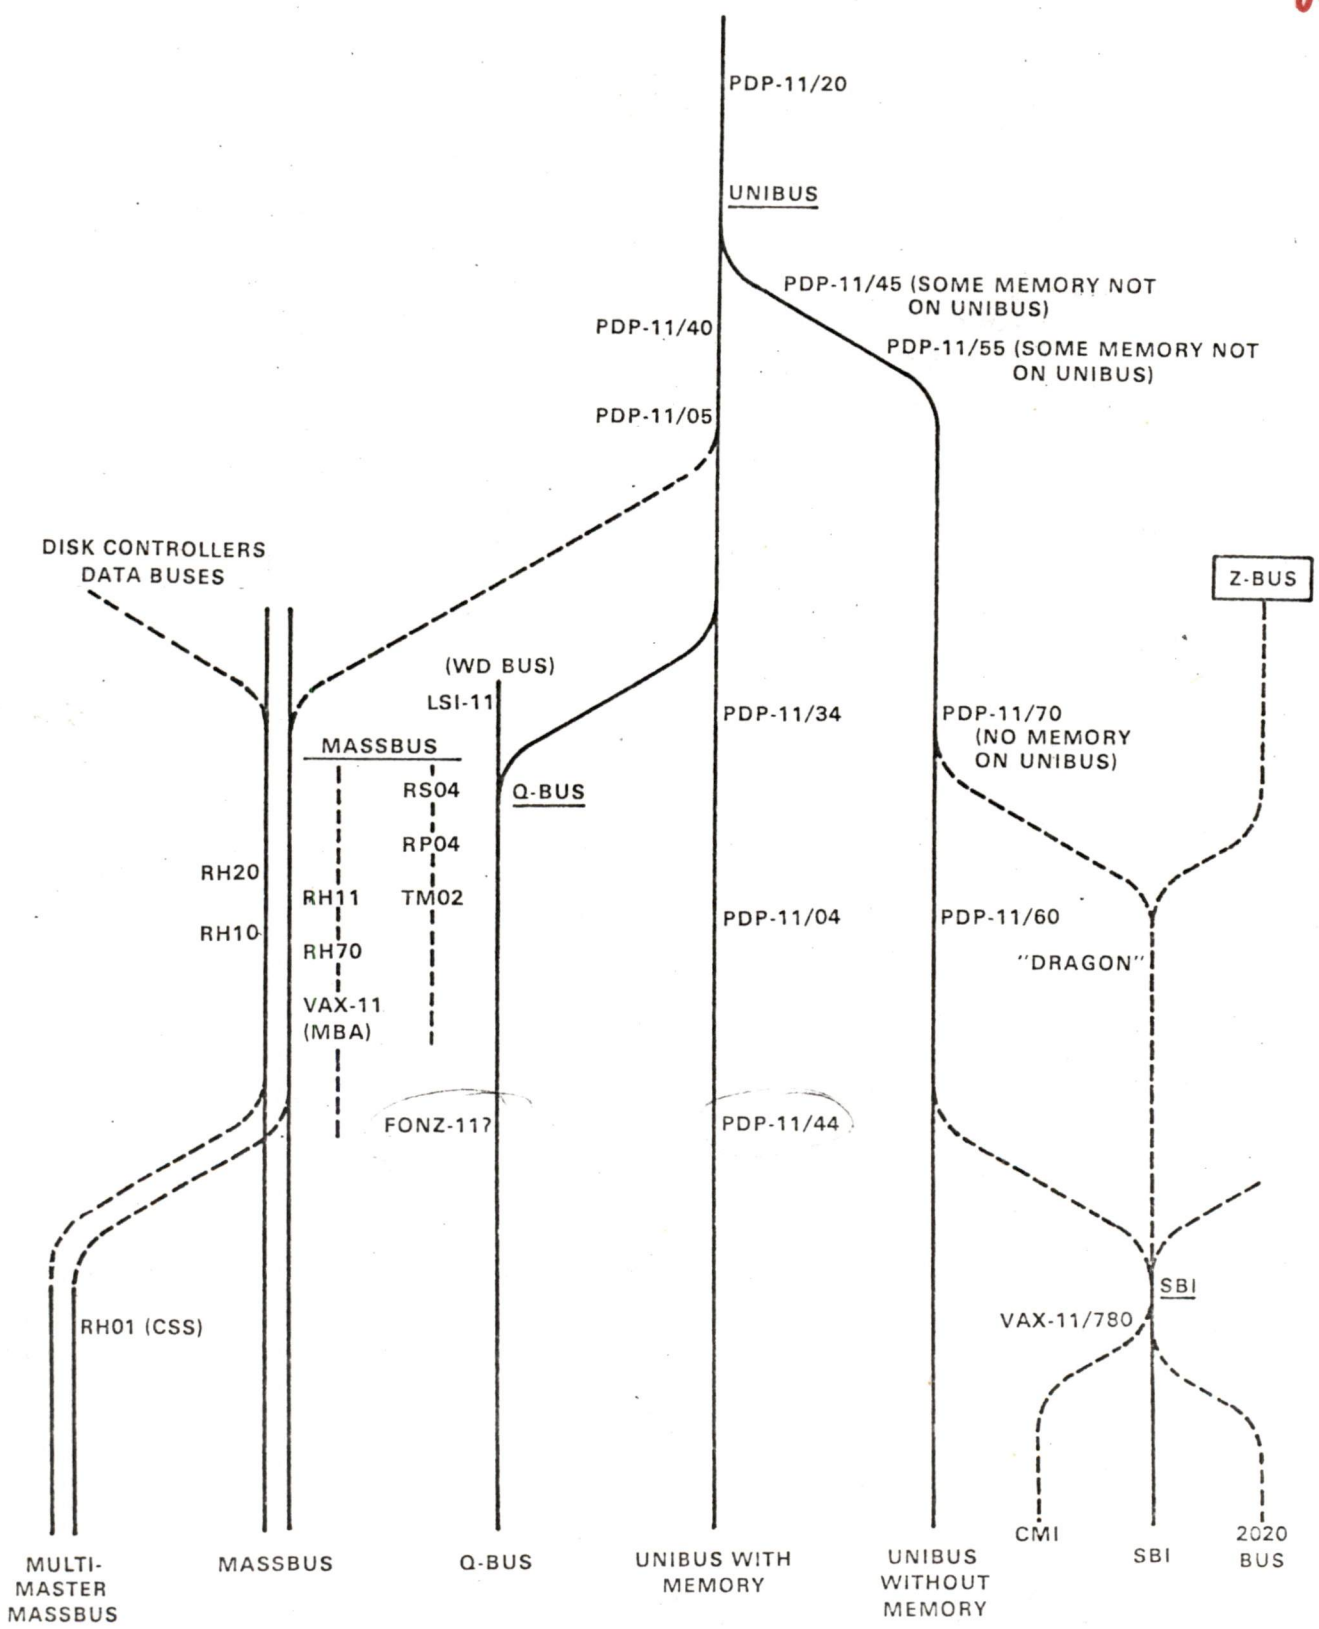 PDP-11/20
UNIBUS
PDP-11/45 (SOME MEMORY NOT
ON UNIBUS)
PDP-11/40
PDP-11/55 (SOME MEMORY NOT
ON UNIBUS)
PDP-11/05
DISK CONTROLLERS
DATA BUSES
Z-BUS
(WD BUS)
LSI-11
PDP-11/34
PDP-11/70
(NO MEMORY
ON UNIBUS)
MASSBUS
RS04
Q-BUS
RP04
RH20
RH11
TM02
RH10
RH70
PDP-11/04
PDP-11/60
"DRAGON"
VAX-11
(MBA)
FONZ-11?
PDP-11/44
SBI
VAX-11/780
RH01 (CSS)
MULTI-
MASTER
MASSBUS
MASSBUS
Q-BUS
UNIBUS WITH
MEMORY
UNIBUS
WITHOUT
MEMORY
CMI
SBI
2020
BUS